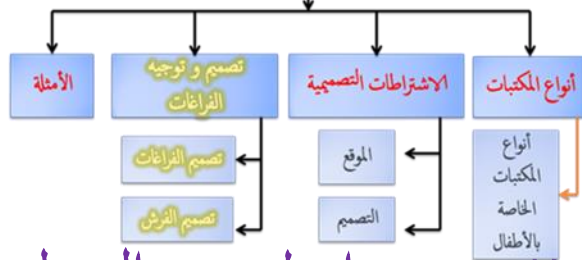 أنواع المكتبات
الاشتراطات التصميمية
تصميم و توجيه
الفراغات
الأمثلة
أنواع
المكتبات
الخاصة
بالأطفال
الموقع
التصميم
تصميم الفراغات
تصميم الفرش